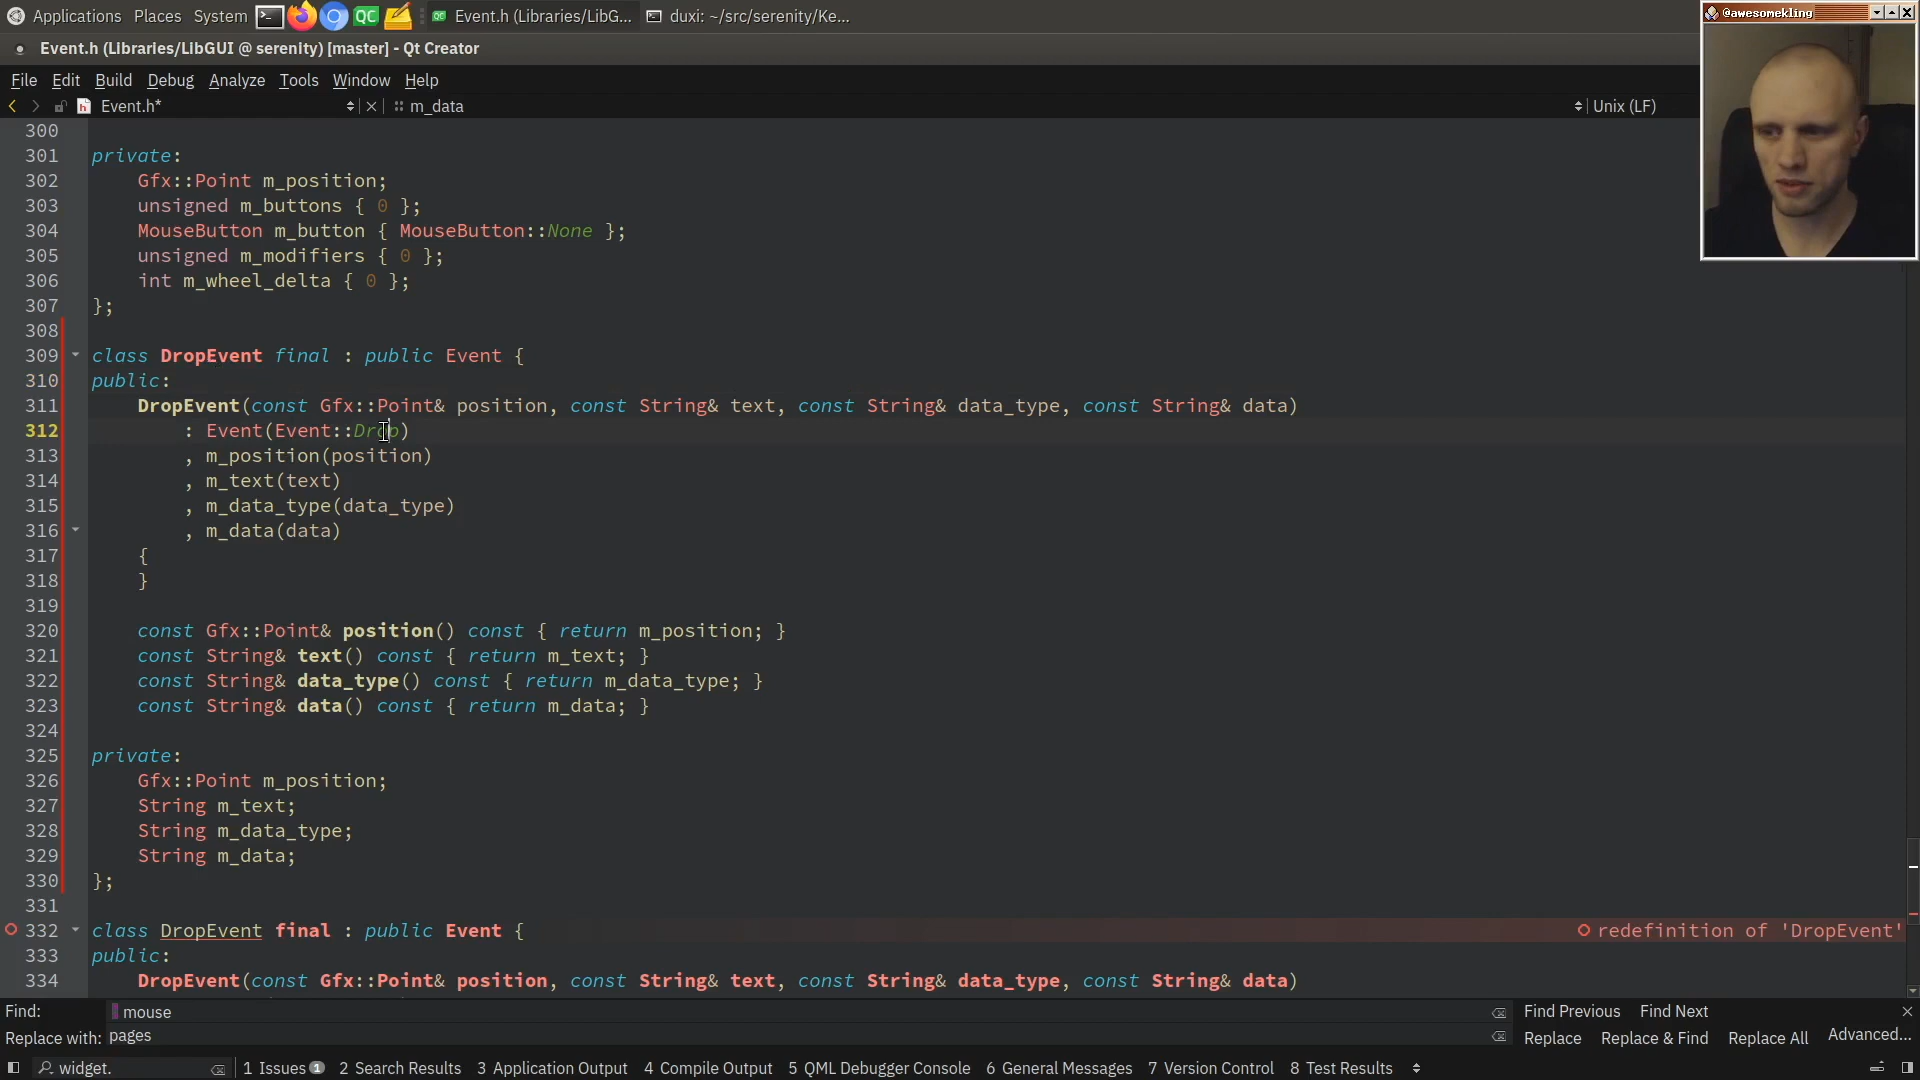 Applications Places System Event.h (Libraries/LibG... duxi: ~/src/serenity/Ke...
@awesomekling
Event.h (Libraries/LibGUI @ serenity) [master] - Qt Creator
File Edit Build Debug Analyze Tools Window Help
Event.h* m_data Unix (LF)
300
301 private:
302 Gfx::Point m_position;
303 unsigned m_buttons { 0 };
304 MouseButton m_button { MouseButton::None };
305 unsigned m_modifiers { 0 };
306 int m_wheel_delta { 0 };
307 };
308
309 class DropEvent final : public Event {
310 public:
311 DropEvent(const Gfx::Point& position, const String& text, const String& data_type, const String& data)
312 : Event(Event::Drop)
313 , m_position(position)
314 , m_text(text)
315 , m_data_type(data_type)
316 , m_data(data)
317 {
318 }
319
320 const Gfx::Point& position() const { return m_position; }
321 const String& text() const { return m_text; }
322 const String& data_type() const { return m_data_type; }
323 const String& data() const { return m_data; }
324
325 private:
326 Gfx::Point m_position;
327 String m_text;
328 String m_data_type;
329 String m_data;
330 };
331
332 class DropEvent final : public Event { redefinition of 'DropEvent'
333 public:
334 DropEvent(const Gfx::Point& position, const String& text, const String& data_type, const String& data)
Find: mouse Find Previous Find Next
Replace with: pages Replace Replace & Find Replace All Advanced...
widget. 1 Issues 1 2 Search Results 3 Application Output 4 Compile Output 5 QML Debugger Console 6 General Messages 7 Version Control 8 Test Results